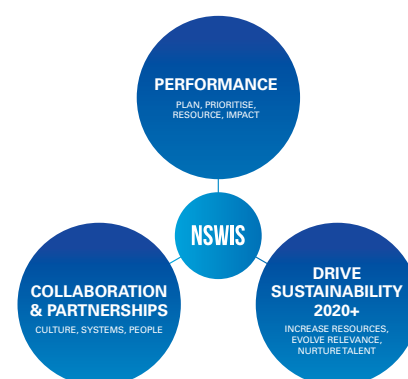 PERFORMANCE
PLAN, PRIORITISE,
RESOURCE, IMPACT
NSWIS
COLLABORATION
& PARTNERSHIPS
CULTURE, SYSTEMS, PEOPLE
DRIVE
SUSTAINABILITY
2020+
INCREASE RESOURCES,
EVOLVE RELEVANCE,
NURTURE TALENT